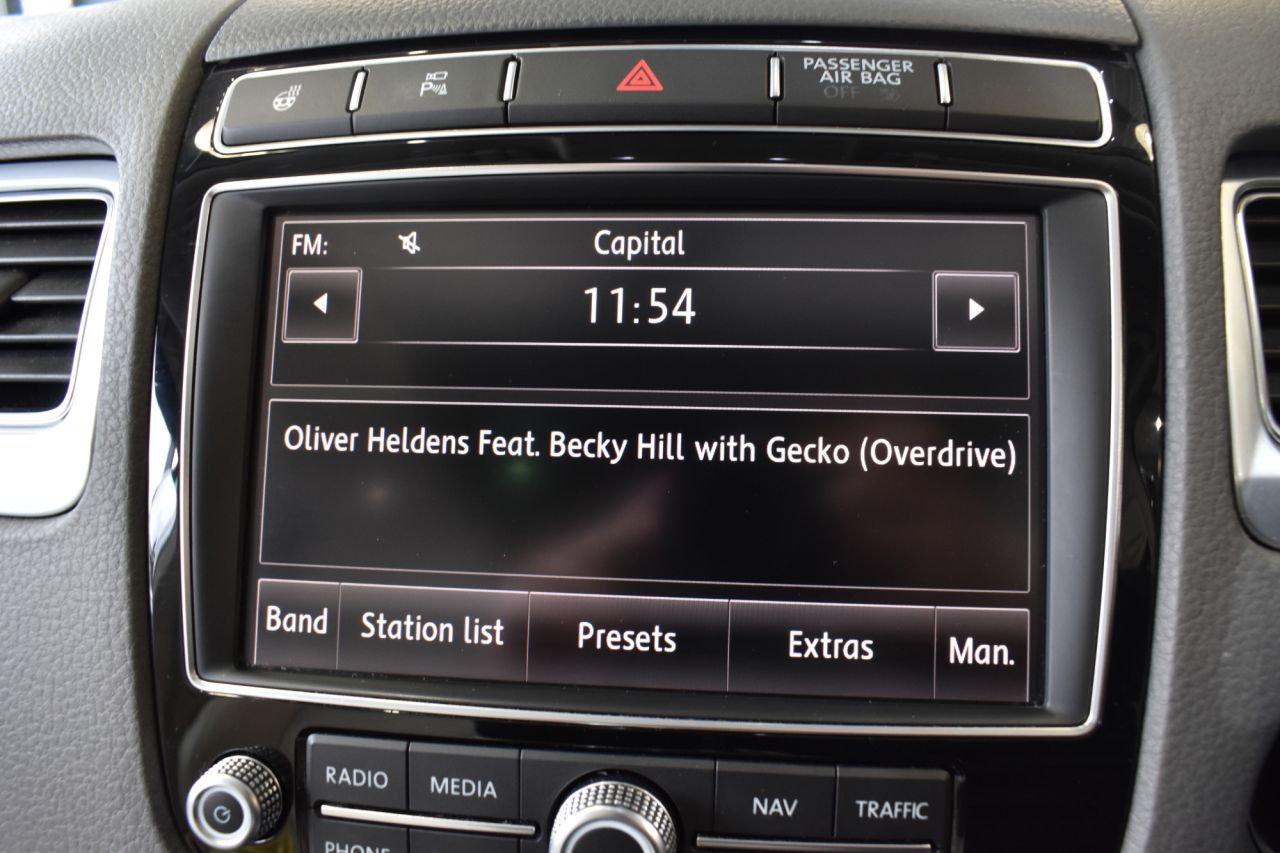 P
PASSENGER
AIR BAG
OFF
FM:
Capital
11:54
Oliver Heldens Feat. Becky Hill with Gecko (Overdrive)
Band
Station list
Presets
Extras
Man.
RADIO
MEDIA
NAV
TRAFFIC
PHONE